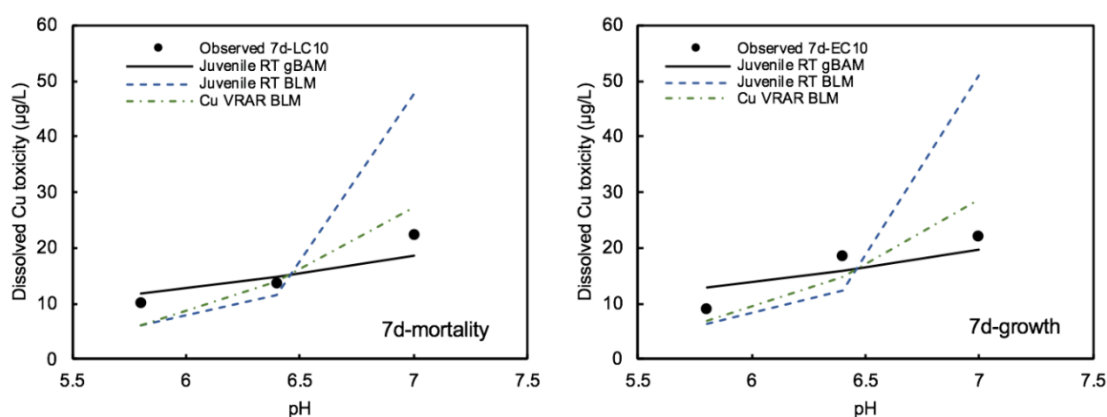 60
50
40
30
20
10
0
Dissolved Cu toxicity (µg/L)
Observed 7d-LC10
Juvenile RT gBAM
Juvenile RT BLM
Cu VRAR BLM
7d-mortality
5.5 6 6.5 7 7.5
pH
60
50
40
30
20
10
0
Dissolved Cu toxicity (µg/L)
Observed 7d-EC10
Juvenile RT gBAM
Juvenile RT BLM
Cu VRAR BLM
7d-growth
5.5 6 6.5 7 7.5
pH